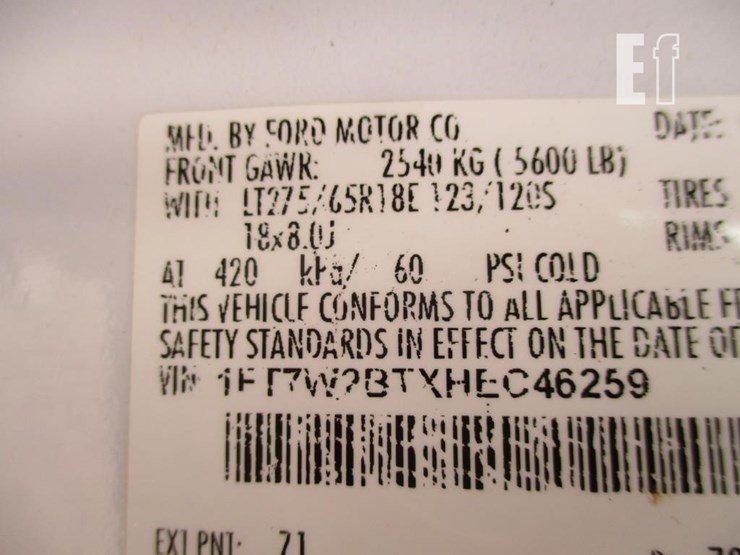 Ef
MFD. BY FORD MOTOR CO. DATE:
FRONT GAWR: 2540 KG ( 5600 LB)
WITH LT275/65R18E 123/120S TIRES
18x8.0J RIMS
AT 420 kPa/ 60 PSI COLD
THIS VEHICLE CONFORMS TO ALL APPLICABLE
SAFETY STANDARDS IN EFFECT ON THE DATE OF
VIN: 1FT7W2BTXHEC46259
EXT PNT: Z1